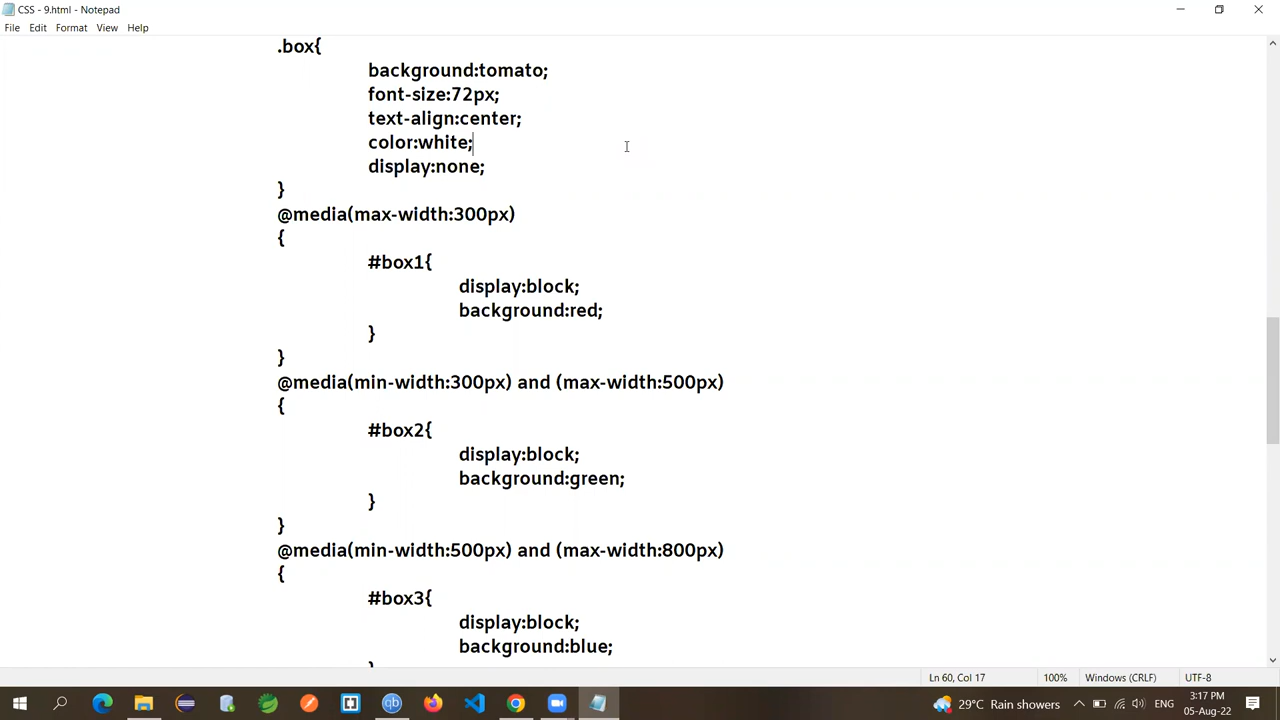 CSS - 9.html - Notepad
File Edit Format View Help
.box{
background:tomato;
font-size:72px;
text-align:center;
color:white;
display:none;
}
@media(max-width:300px)
{
#box1{
display:block;
background:red;
}
}
@media(min-width:300px) and (max-width:500px)
{
#box2{
display:block;
background:green;
}
}
@media(min-width:500px) and (max-width:800px)
{
#box3{
display:block;
background:blue;
}
Ln 60, Col 17 100% Windows (CRLF) UTF-8
qb 29°C Rain showers ENG 3:17 PM
05-Aug-22